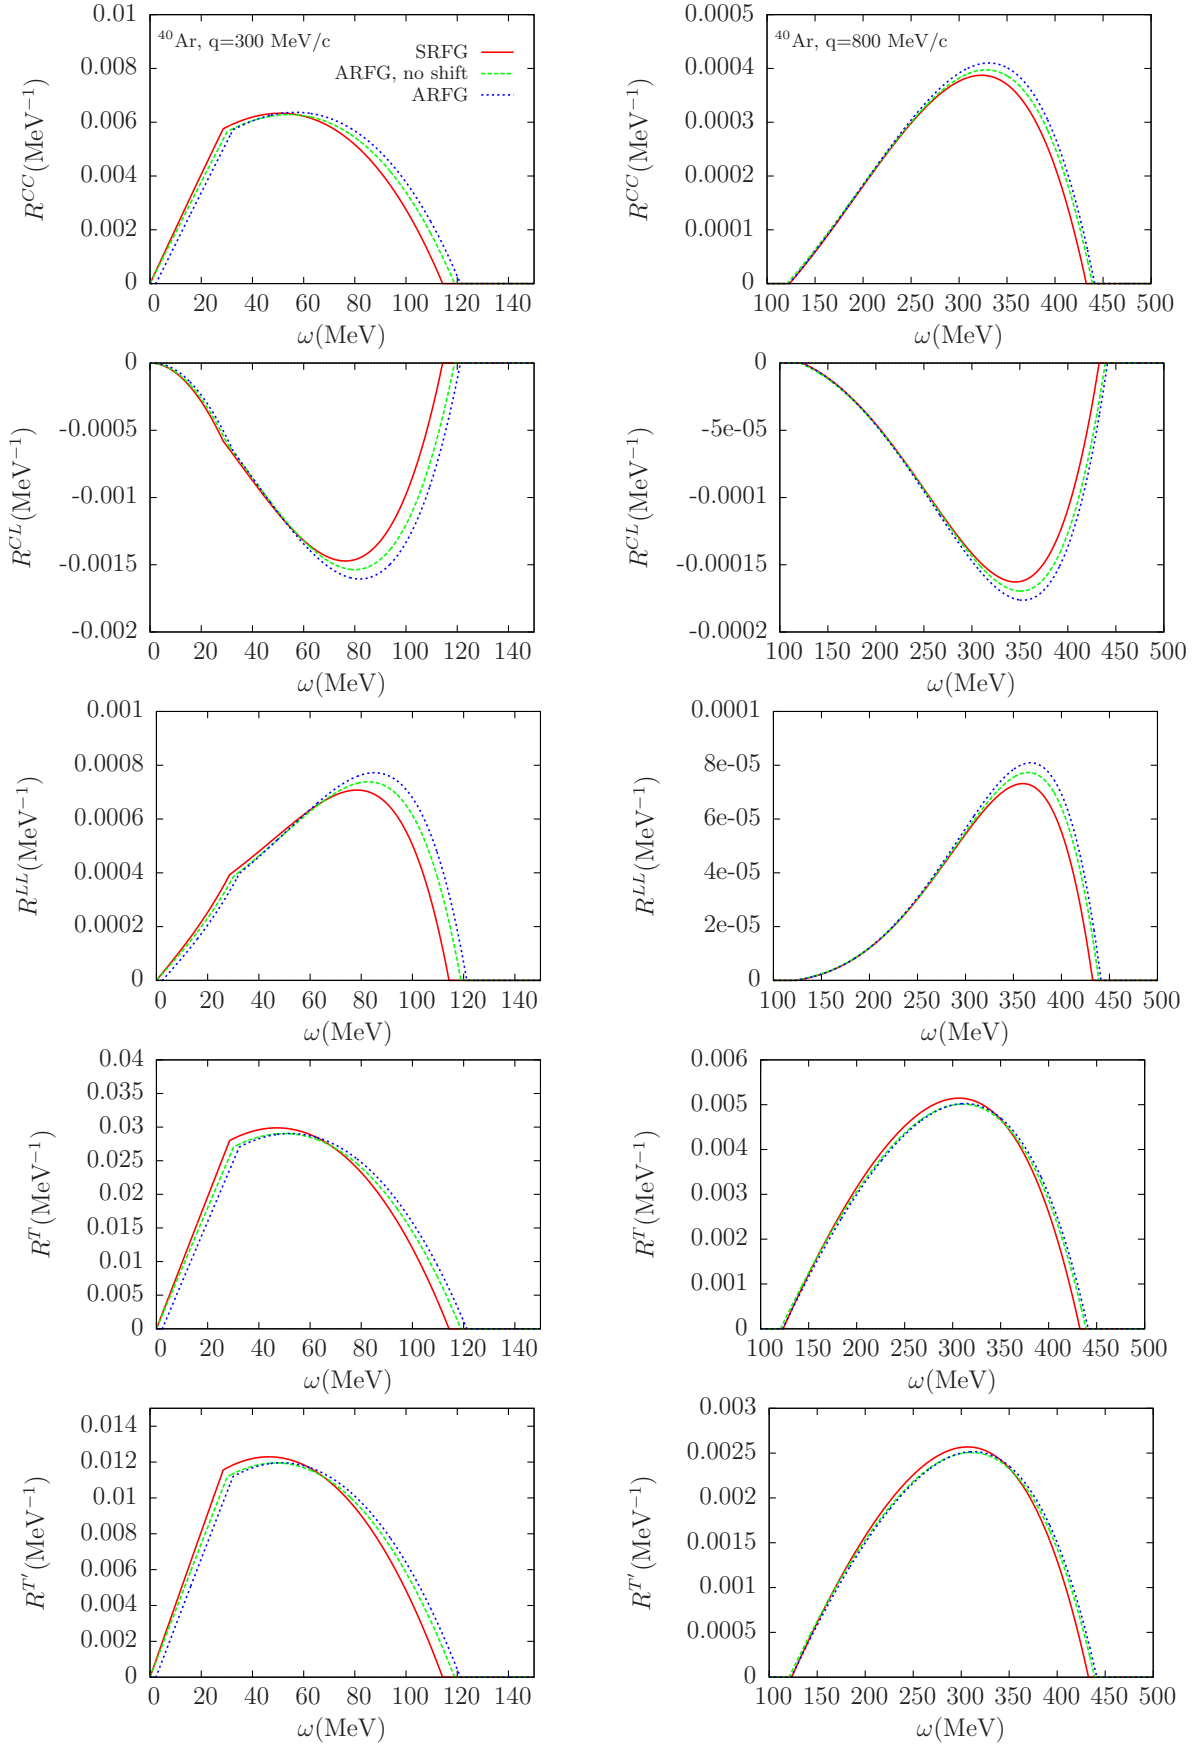 R^{CC}(MeV⁻¹)
0.01
0.008
0.006
0.004
0.002
0
⁴⁰Ar, q=300 MeV/c
SRFG
ARFG, no shift
ARFG
0 20 40 60 80 100 120 140
ω(MeV)
R^{CC}(MeV⁻¹)
0.0005
0.0004
0.0003
0.0002
0.0001
0
⁴⁰Ar, q=800 MeV/c
100 150 200 250 300 350 400 450 500
ω(MeV)
R^{CL}(MeV⁻¹)
0
-0.0005
-0.001
-0.0015
-0.002
0 20 40 60 80 100 120 140
ω(MeV)
R^{CL}(MeV⁻¹)
0
-5e-05
-0.0001
-0.00015
-0.0002
100 150 200 250 300 350 400 450 500
ω(MeV)
R^{LL}(MeV⁻¹)
0.001
0.0008
0.0006
0.0004
0.0002
0
0 20 40 60 80 100 120 140
ω(MeV)
R^{LL}(MeV⁻¹)
0.0001
8e-05
6e-05
4e-05
2e-05
0
100 150 200 250 300 350 400 450 500
ω(MeV)
R^{T}(MeV⁻¹)
0.04
0.035
0.03
0.025
0.02
0.015
0.01
0.005
0
0 20 40 60 80 100 120 140
ω(MeV)
R^{T}(MeV⁻¹)
0.006
0.005
0.004
0.003
0.002
0.001
0
100 150 200 250 300 350 400 450 500
ω(MeV)
R^{T'}(MeV⁻¹)
0.014
0.012
0.01
0.008
0.006
0.004
0.002
0
0 20 40 60 80 100 120 140
ω(MeV)
R^{T'}(MeV⁻¹)
0.003
0.0025
0.002
0.0015
0.001
0.0005
0
100 150 200 250 300 350 400 450 500
ω(MeV)